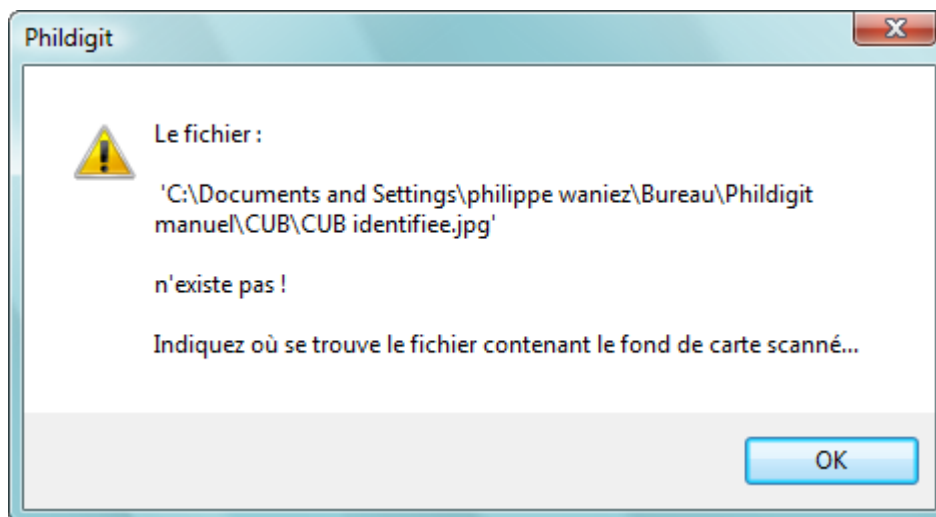 Phildigit
Le fichier :
'C:\Documents and Settings\philippe waniez\Bureau\Phildigit
manuel\CUB\CUB identifiee.jpg'
n'existe pas !
Indiquez où se trouve le fichier contenant le fond de carte scanné...
OK